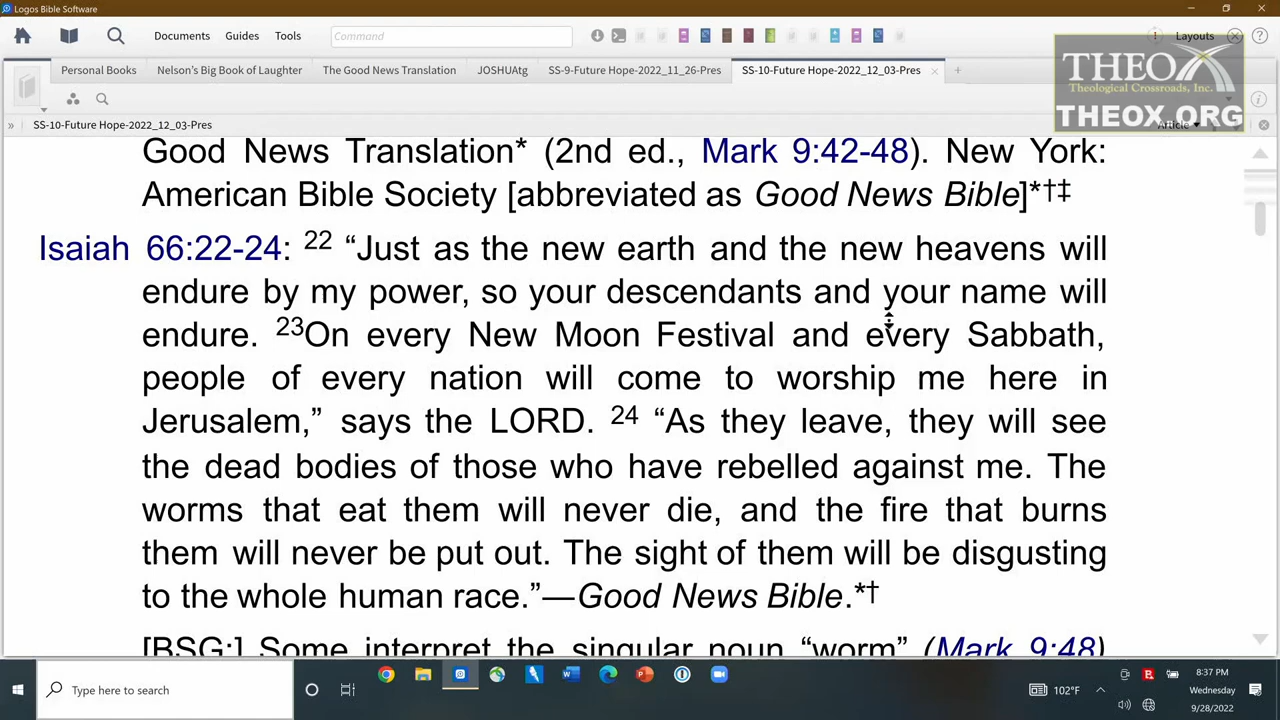 Logos Bible Software
Documents Guides Tools Command Layouts
THEOX
Theological Crossroads, Inc.
THEOX.ORG
Personal Books Nelson's Big Book of Laughter The Good News Translation JOSHUAtg SS-9-Future Hope-2022_11_26-Pres SS-10-Future Hope-2022_12_03-Pres
» SS-10-Future Hope-2022_12_03-Pres Article
Good News Translation* (2nd ed., Mark 9:42-48). New York:
American Bible Society [abbreviated as Good News Bible]*†‡
Isaiah 66:22-24: 22 “Just as the new earth and the new heavens will
endure by my power, so your descendants and your name will
endure. 23On every New Moon Festival and every Sabbath,
people of every nation will come to worship me here in
Jerusalem,” says the LORD. 24 “As they leave, they will see
the dead bodies of those who have rebelled against me. The
worms that eat them will never die, and the fire that burns
them will never be put out. The sight of them will be disgusting
to the whole human race.”—Good News Bible.*†
[BSG:] Some interpret the singular noun “worm” (Mark 9:48)
Type here to search
102°F
8:37 PM
Wednesday
9/28/2022